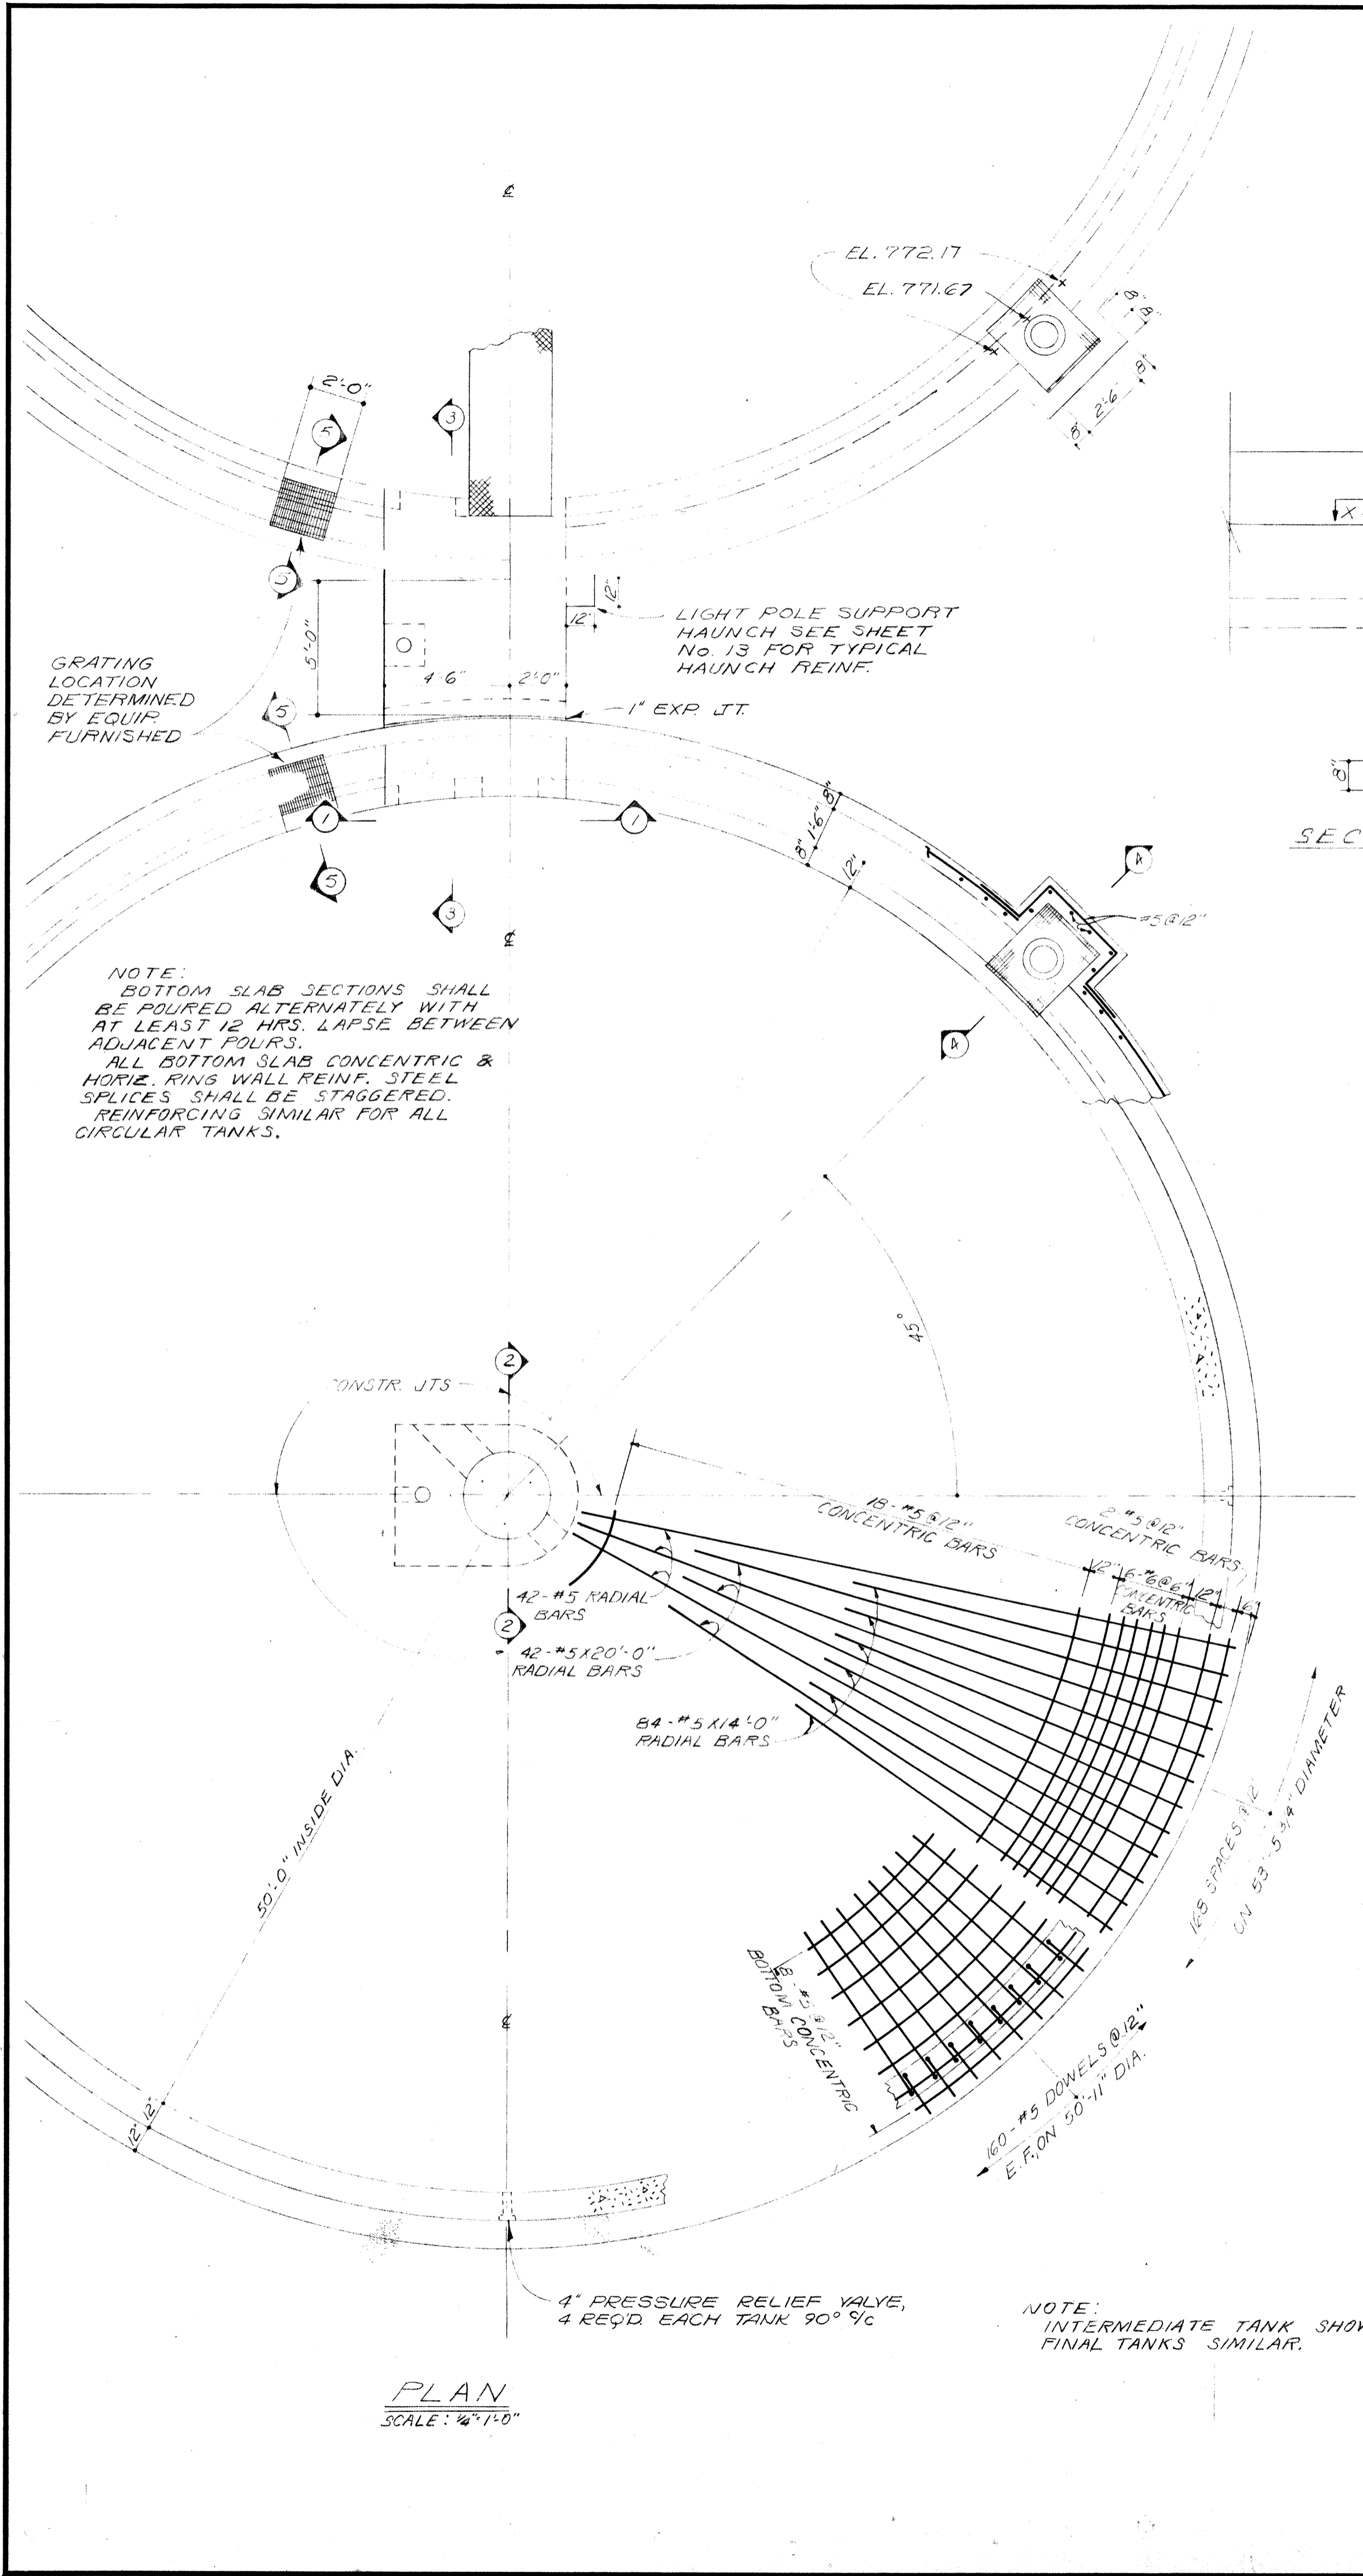 ℄
EL. 772.17
EL. 771.67
8"
8"
8"
2'-6"
8"
2'-0"
5
3
5
X
5'-0"
12"
12"
LIGHT POLE SUPPORT
HAUNCH SEE SHEET
NO. 13 FOR TYPICAL
HAUNCH REINF.
GRATING
LOCATION
DETERMINED
BY EQUIP.
FURNISHED
4'-6"
2'-0"
5
1" EXP. JT.
8"
8" 1'-6" 8"
12"
1
1
SEC
4
5
3
#5@12"
℄
NOTE:
BOTTOM SLAB SECTIONS SHALL
BE POURED ALTERNATELY WITH
AT LEAST 12 HRS. LAPSE BETWEEN
ADJACENT POURS.
ALL BOTTOM SLAB CONCENTRIC &
HORIZ. RING WALL REINF. STEEL
SPLICES SHALL BE STAGGERED.
REINFORCING SIMILAR FOR ALL
CIRCULAR TANKS.
4
45°
2
CONSTR. JTS
18-#5@12"
CONCENTRIC BARS
2-#5@12"
CONCENTRIC BARS
12"
6-#6@6"
12"
6"
CONCENTRIC
BARS
42-#5 RADIAL
BARS
2
42-#5X20'-0"
RADIAL BARS
84-#5X14'-0"
RADIAL BARS
50'-0" INSIDE DIA.
168 SPACES @ 12"
ON 53'-5 3/4" DIAMETER
8-#5@12"
BOTTOM CONCENTRIC
BARS
℄
160-#5 DOWELS @ 12"
E.F., ON 50'-11" DIA.
12" 12"
4" PRESSURE RELIEF VALVE,
4 REQ'D. EACH TANK 90° %
NOTE:
INTERMEDIATE TANK SHOW
FINAL TANKS SIMILAR.
PLAN
SCALE: 1/4"=1'-0"